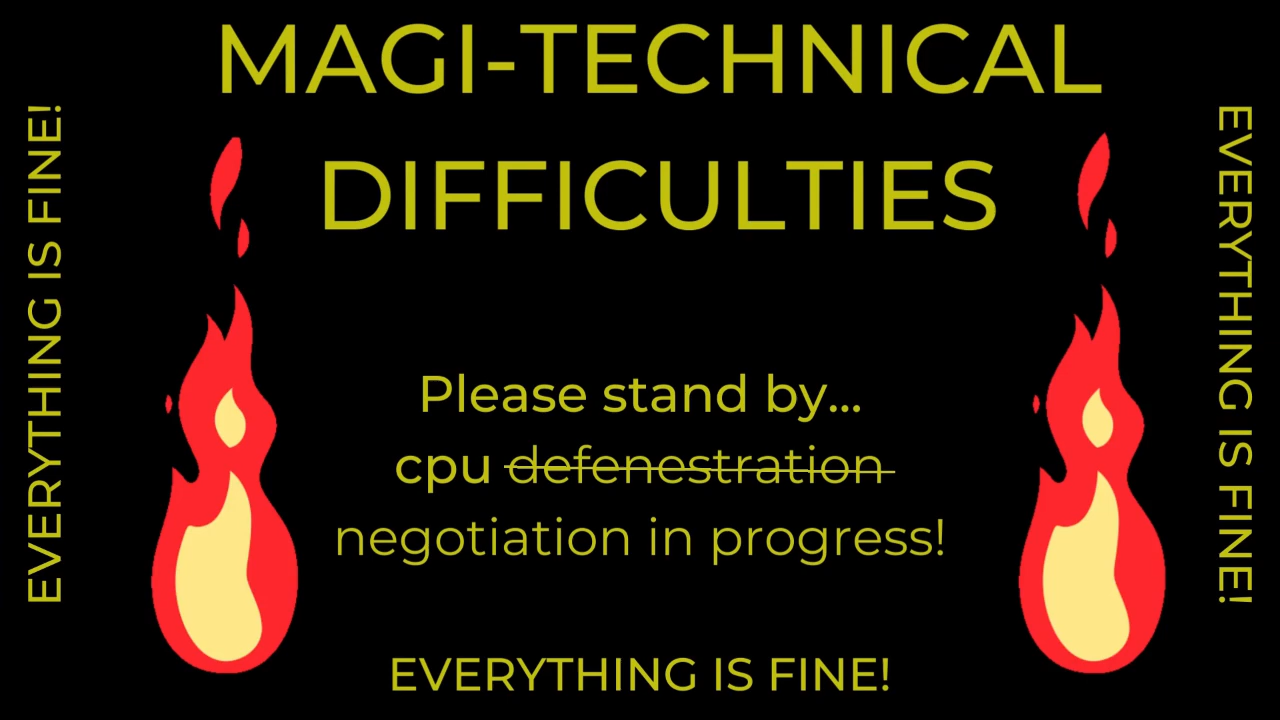 MAGI-TECHNICAL
DIFFICULTIES
EVERYTHING IS FINE!
EVERYTHING IS FINE!
Please stand by...
cpu defenestration
negotiation in progress!
EVERYTHING IS FINE!